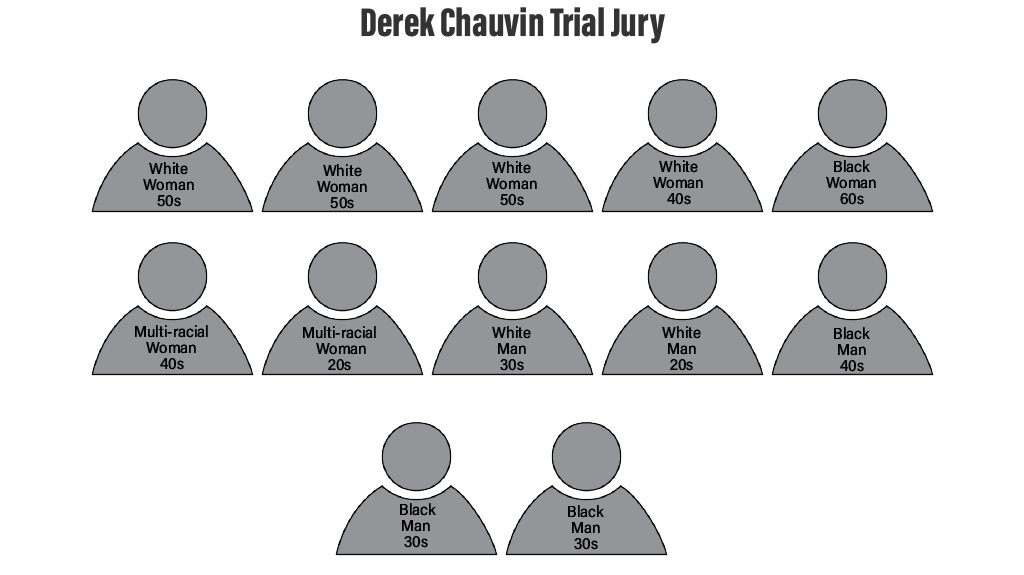 Derek Chauvin Trial Jury
White
Woman
50s
White
Woman
50s
White
Woman
50s
White
Woman
40s
Black
Woman
60s
Multi-racial
Woman
40s
Multi-racial
Woman
20s
White
Man
30s
White
Man
20s
Black
Man
40s
Black
Man
30s
Black
Man
30s